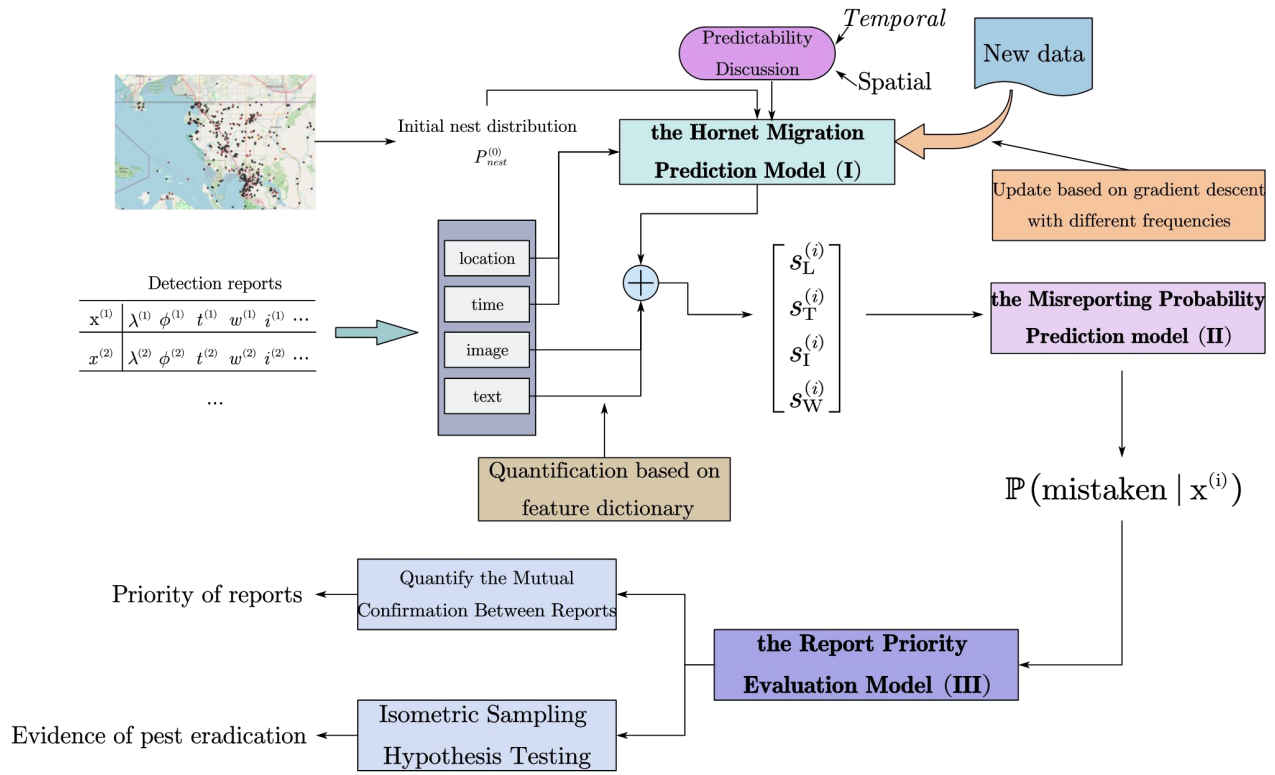 Temporal
Predictability
Discussion
Spatial
New data
Initial nest distribution
P_{nest}^{(0)}
the Hornet Migration
Prediction Model (I)
Update based on gradient descent
with different frequencies
Detection reports
x^{(1)} λ^{(1)} ϕ^{(1)} t^{(1)} w^{(1)} i^{(1)} ⋯
x^{(2)} λ^{(2)} ϕ^{(2)} t^{(2)} w^{(2)} i^{(2)} ⋯
⋯
location
time
image
text
+
s_L^{(i)}
s_T^{(i)}
s_I^{(i)}
s_W^{(i)}
the Misreporting Probability
Prediction model (II)
Quantification based on
feature dictionary
ℙ(mistaken | x^{(i)})
Priority of reports
Quantify the Mutual
Confirmation Between Reports
the Report Priority
Evaluation Model (III)
Evidence of pest eradication
Isometric Sampling
Hypothesis Testing